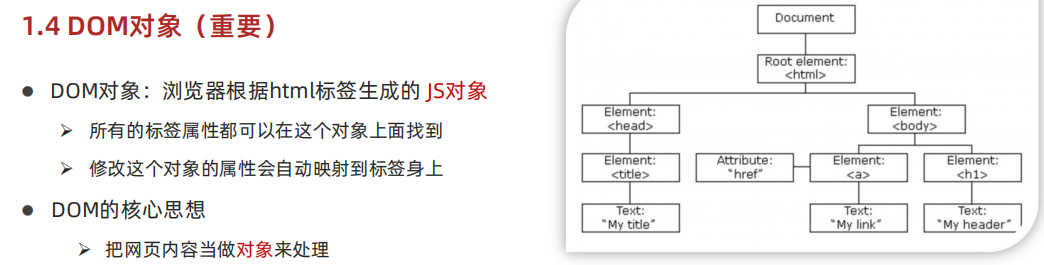 1.4 DOM对象（重要）
● DOM对象：浏览器根据html标签生成的 JS对象
➢ 所有的标签属性都可以在这个对象上面找到
➢ 修改这个对象的属性会自动映射到标签身上
● DOM的核心思想
➢ 把网页内容当做对象来处理
Document
Root element:
<html>
Element:
<head>
Element:
<body>
Element:
<title>
Attribute:
"href"
Element:
<a>
Element:
<h1>
Text:
"My title"
Text:
"My link"
Text:
"My header"